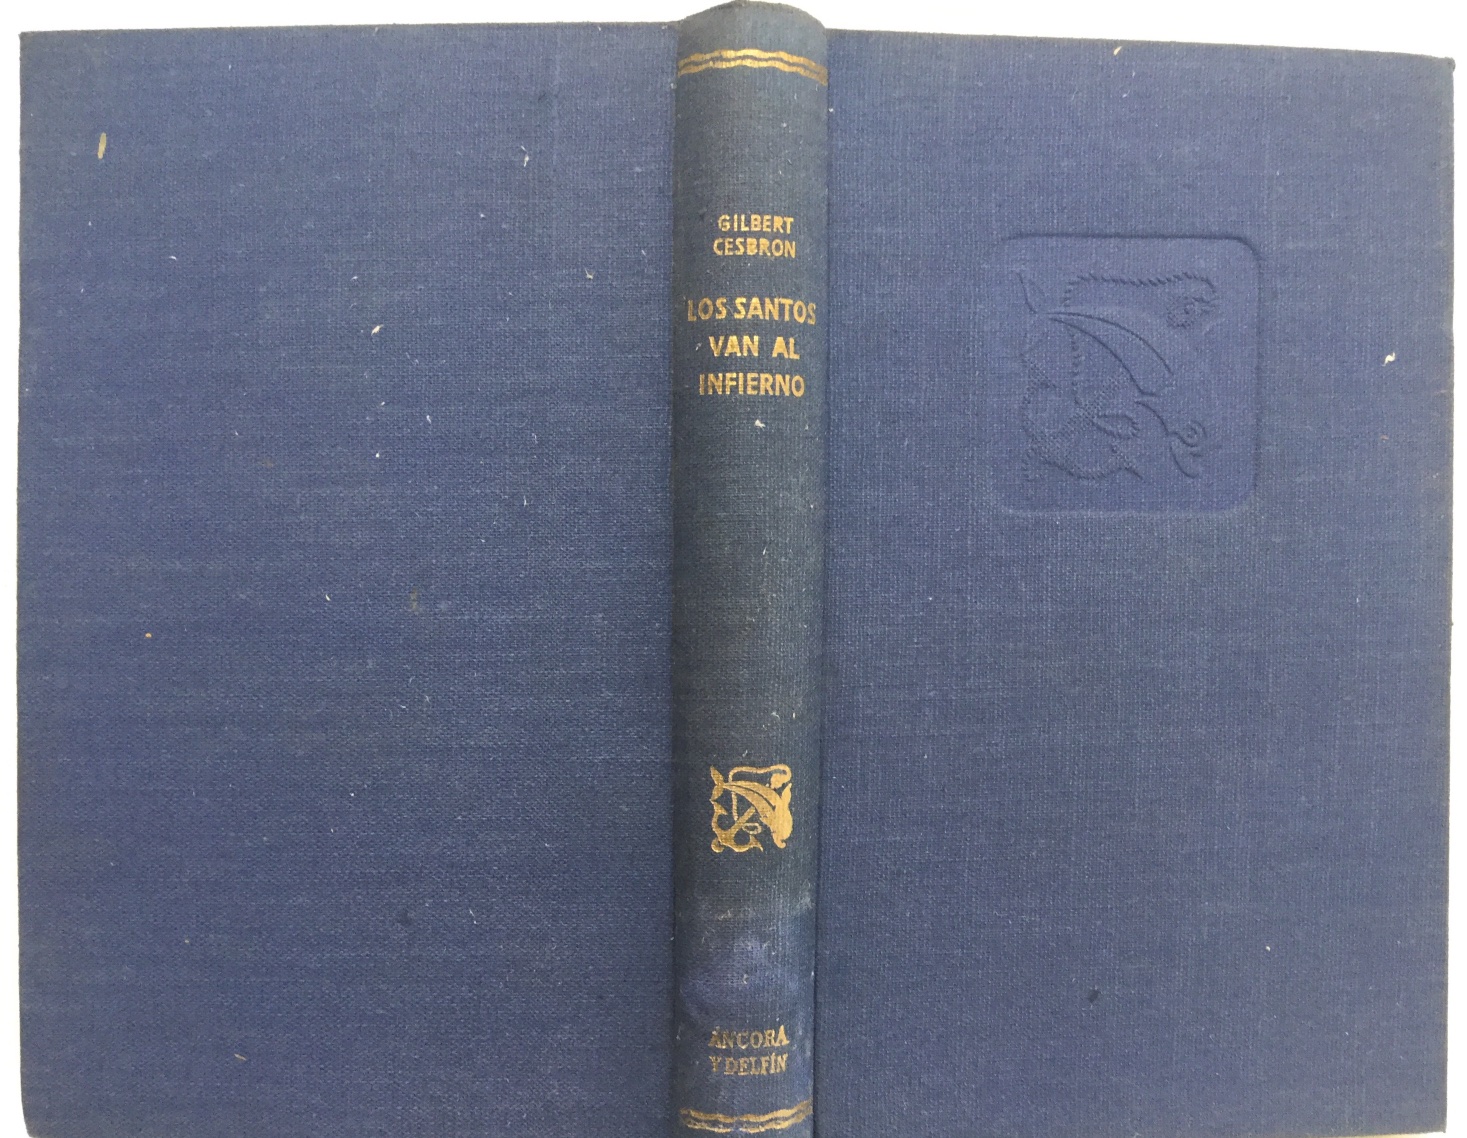 GILBERT
CESBRON
LOS SANTOS
VAN AL
INFIERNO
ÁNCORA
Y DELFÍN